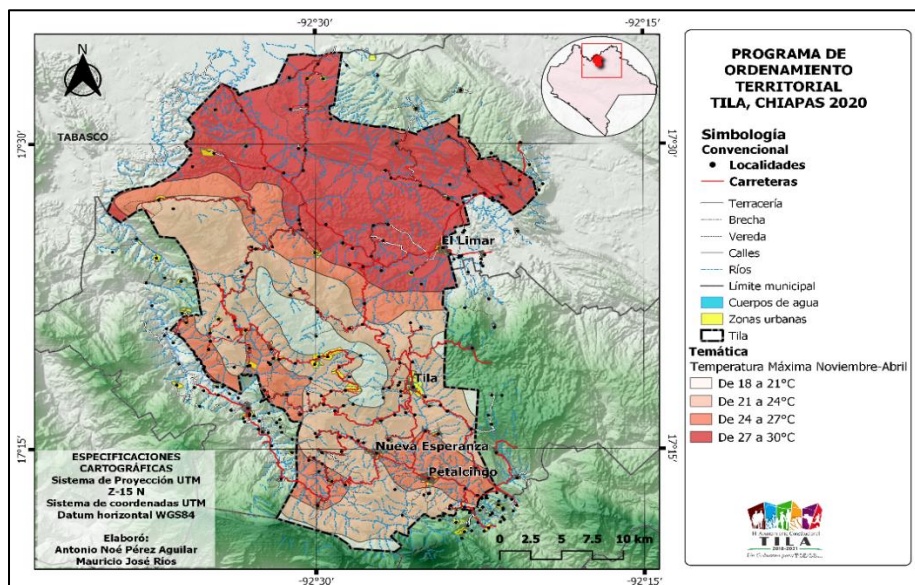 -92°30'
-92°15'
N
TABASCO
17°30'
17°30'
El Limar
Tila
17°15'
Nueva Esperanza
17°15'
Petalcingo
ESPECIFICACIONES
CARTOGRÁFICAS
Sistema de Proyección UTM
Z-15 N
Sistema de coordenadas UTM
Datum horizontal WGS84
Elaboró:
Antonio Noé Pérez Aguilar
Mauricio José Ríos
0 2.5 5 7.5 10 km
-92°30'
-92°15'
PROGRAMA DE
ORDENAMIENTO
TERRITORIAL
TILA, CHIAPAS 2020
Simbología
Convencional
Localidades
Carreteras
Terracería
Brecha
Vereda
Calles
Ríos
Límite municipal
Cuerpos de agua
Zonas urbanas
Tila
Temática
Temperatura Máxima Noviembre-Abril
De 18 a 21°C
De 21 a 24°C
De 24 a 27°C
De 27 a 30°C
TILA